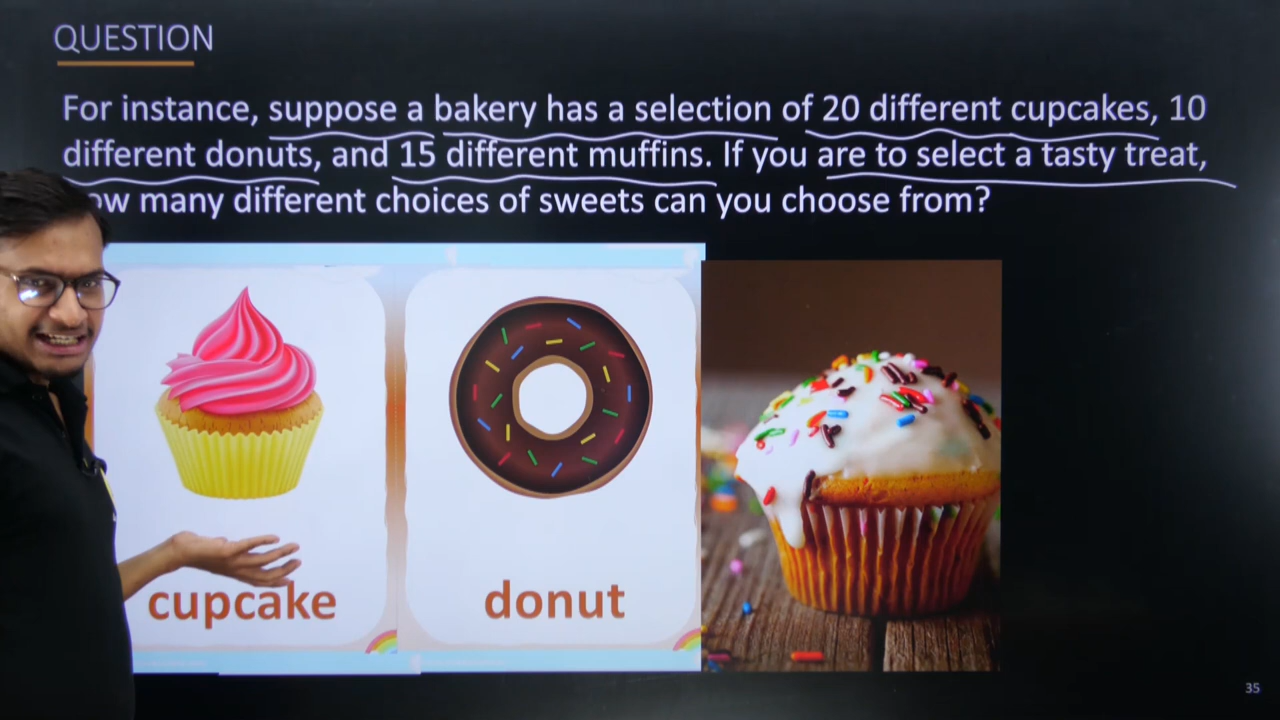 QUESTION
For instance, suppose a bakery has a selection of 20 different cupcakes, 10
different donuts, and 15 different muffins. If you are to select a tasty treat,
many different choices of sweets can you choose from?
cupcake
donut
35